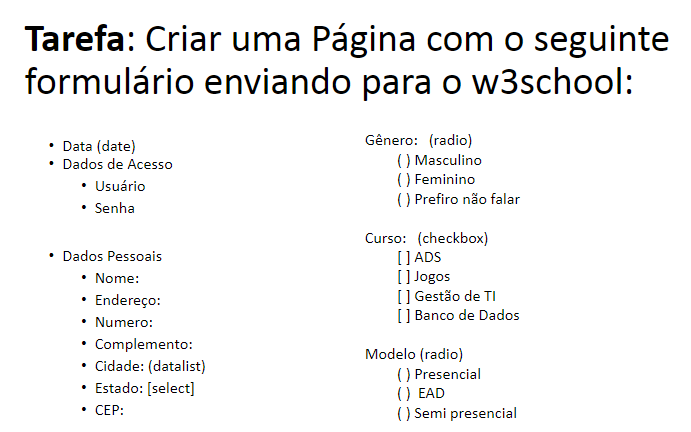 Tarefa: Criar uma Página com o seguinte
formulário enviando para o w3school:
• Data (date)
• Dados de Acesso
• Usuário
• Senha
• Dados Pessoais
• Nome:
• Endereço:
• Numero:
• Complemento:
• Cidade: (datalist)
• Estado: [select]
• CEP:
Gênero: (radio)
( ) Masculino
( ) Feminino
( ) Prefiro não falar
Curso: (checkbox)
[ ] ADS
[ ] Jogos
[ ] Gestão de TI
[ ] Banco de Dados
Modelo (radio)
( ) Presencial
( ) EAD
( ) Semi presencial